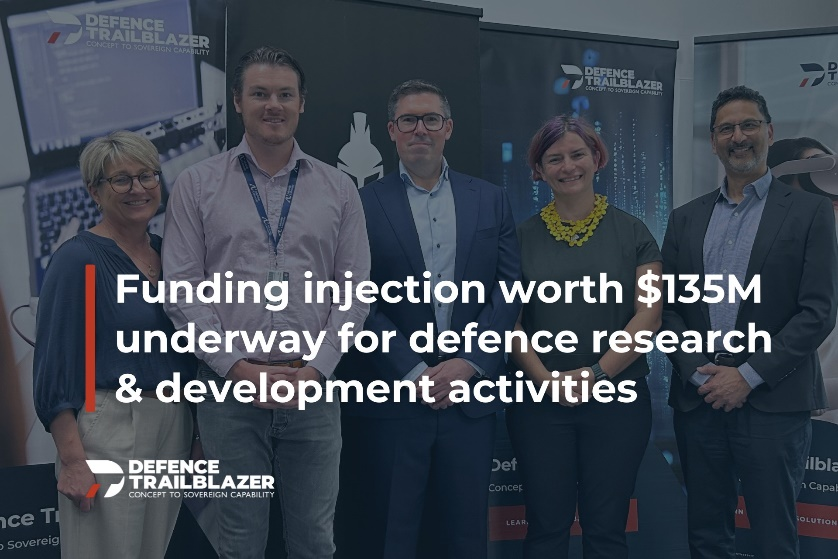 DEFENCE
TRAILBLAZER
CONCEPT TO SOVEREIGN CAPABILITY
DEFENCE
TRAILBLAZER
CONCEPT TO SOVEREIGN CAPABILITY
DEFENCE
Funding injection worth $135M
underway for defence research
& development activities
DEFENCE
TRAILBLAZER
CONCEPT TO SOVEREIGN CAPABILITY